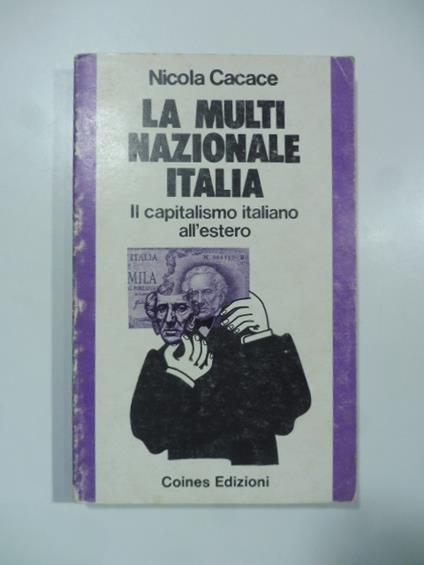 Nicola Cacace
LA MULTI
NAZIONALE
ITALIA
Il capitalismo italiano
all'estero
ITALIA
MILA
Coines Edizioni